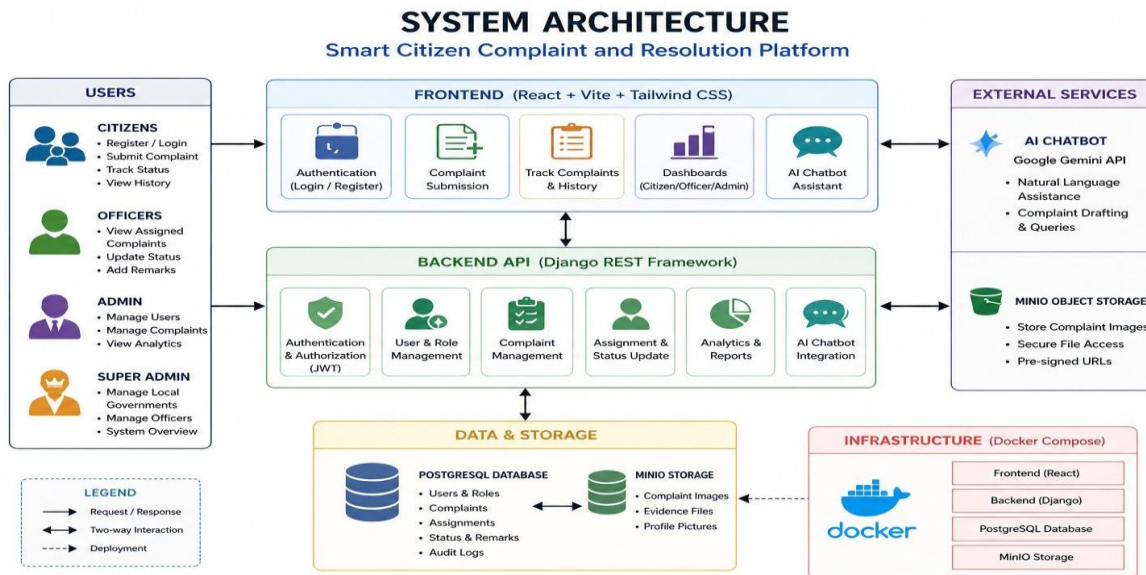 SYSTEM ARCHITECTURE
Smart Citizen Complaint and Resolution Platform
USERS
CITIZENS
• Register / Login
• Submit Complaint
• Track Status
• View History
OFFICERS
• View Assigned
Complaints
• Update Status
• Add Remarks
ADMIN
• Manage Users
• Manage Complaints
• View Analytics
SUPER ADMIN
• Manage Local
Governments
• Manage Officers
• System Overview
LEGEND
Request / Response
Two-way Interaction
Deployment
FRONTEND (React + Vite + Tailwind CSS)
Authentication
(Login / Register)
Complaint
Submission
Track Complaints
& History
Dashboards
(Citizen/Officer/Admin)
AI Chatbot
Assistant
BACKEND API (Django REST Framework)
Authentication
& Authorization
(JWT)
User & Role
Management
Complaint
Management
Assignment &
Status Update
Analytics &
Reports
AI Chatbot
Integration
DATA & STORAGE
POSTGRESQL DATABASE
• Users & Roles
• Complaints
• Assignments
• Status & Remarks
• Audit Logs
MINIO STORAGE
• Complaint Images
• Evidence Files
• Profile Pictures
EXTERNAL SERVICES
AI CHATBOT
Google Gemini API
• Natural Language
Assistance
• Complaint Drafting
& Queries
MINIO OBJECT STORAGE
• Store Complaint Images
• Secure File Access
• Pre-signed URLs
INFRASTRUCTURE (Docker Compose)
docker
Frontend (React)
Backend (Django)
PostgreSQL Database
MinIO Storage